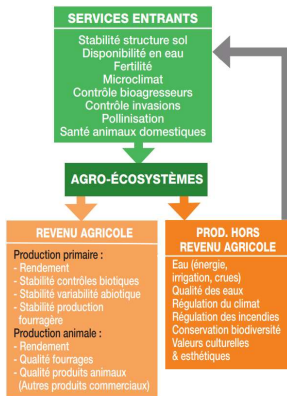 SERVICES ENTRANTS
Stabilité structure sol
Disponibilité en eau
Fertilité
Microclimat
Contrôle bioagresseurs
Contrôle invasions
Pollinisation
Santé animaux domestiques
AGRO-ÉCOSYSTÈMES
REVENU AGRICOLE
Production primaire :
- Rendement
- Stabilité contrôles biotiques
- Stabilité variabilité abiotique
- Stabilité production
fourragère
Production animale :
- Rendement
- Qualité fourrages
- Qualité produits animaux
(Autres produits commerciaux)
PROD. HORS
REVENU AGRICOLE
Eau (énergie,
irrigation, crues)
Qualité des eaux
Régulation du climat
Régulation des incendies
Conservation biodiversité
Valeurs culturelles
& esthétiques